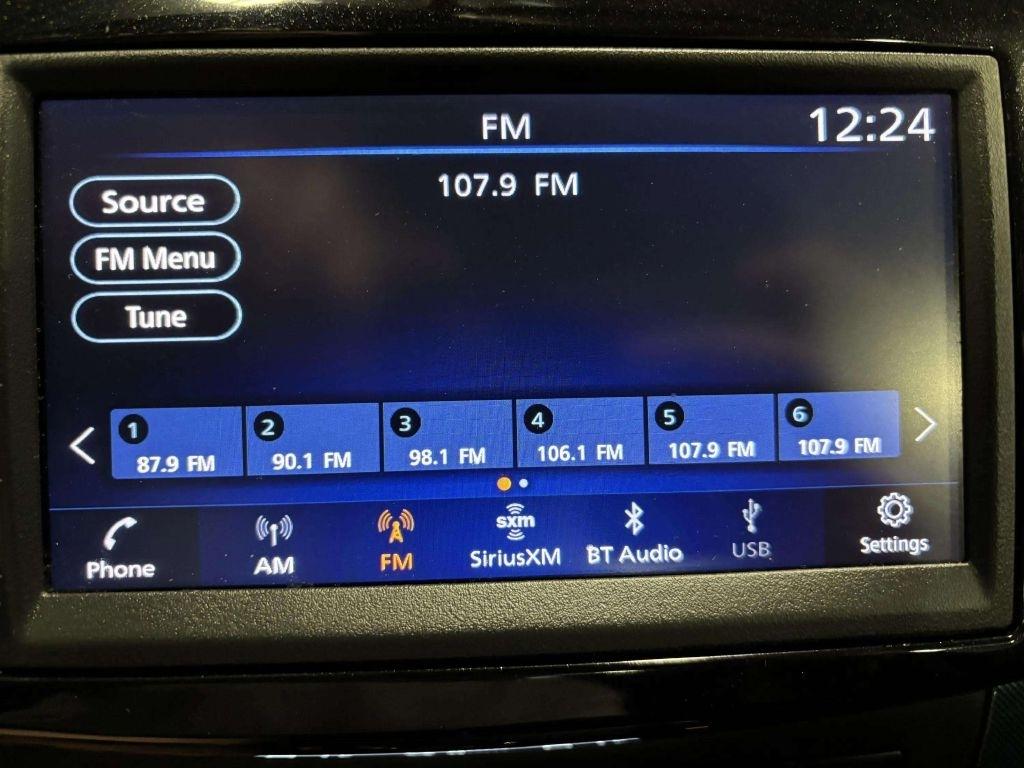 FM
12:24
107.9 FM
Source
FM Menu
Tune
1
87.9 FM
2
90.1 FM
3
98.1 FM
4
106.1 FM
5
107.9 FM
6
107.9 FM
Phone
AM
FM
sxm
SiriusXM
BT Audio
USB
Settings